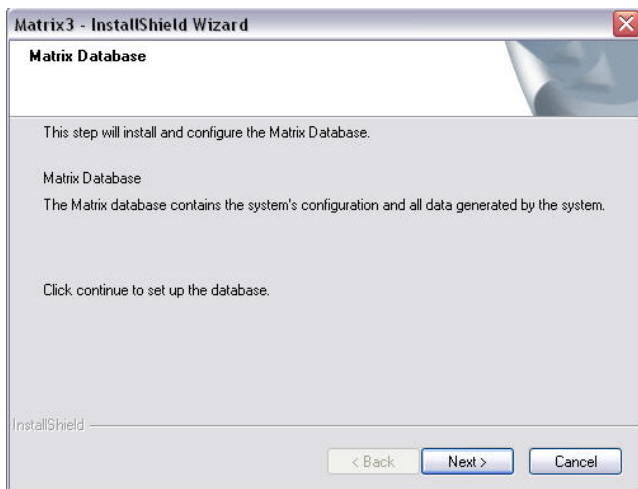 Matrix3 - InstallShield Wizard
Matrix Database
This step will install and configure the Matrix Database.
Matrix Database
The Matrix database contains the system's configuration and all data generated by the system.
Click continue to set up the database.
InstallShield
< Back Next > Cancel